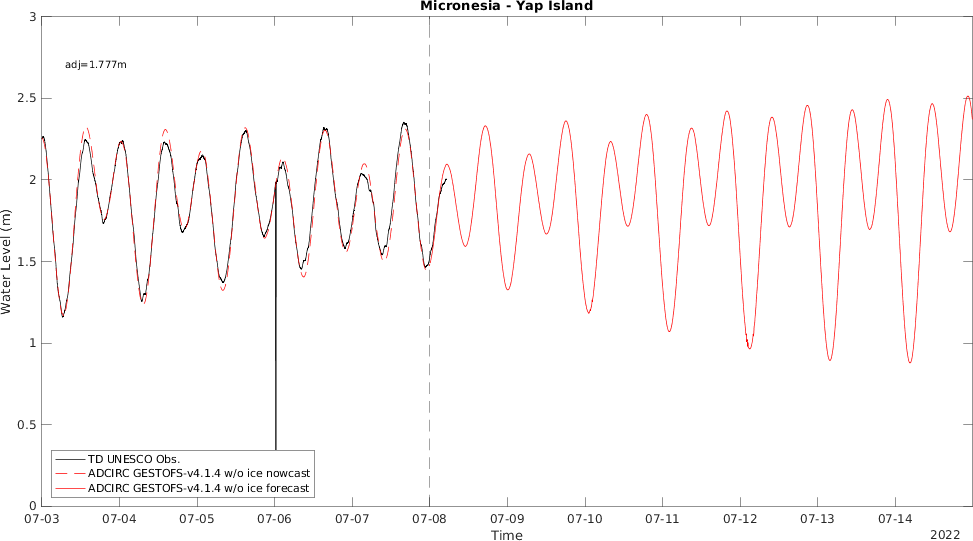 Micronesia - Yap Island
adj=1.777m
Water Level (m)
3
2.5
2
1.5
1
0.5
0
TD UNESCO Obs.
ADCIRC GESTOFS-v4.1.4 w/o ice nowcast
ADCIRC GESTOFS-v4.1.4 w/o ice forecast
07-03 07-04 07-05 07-06 07-07 07-08 07-09 07-10 07-11 07-12 07-13 07-14
Time
2022